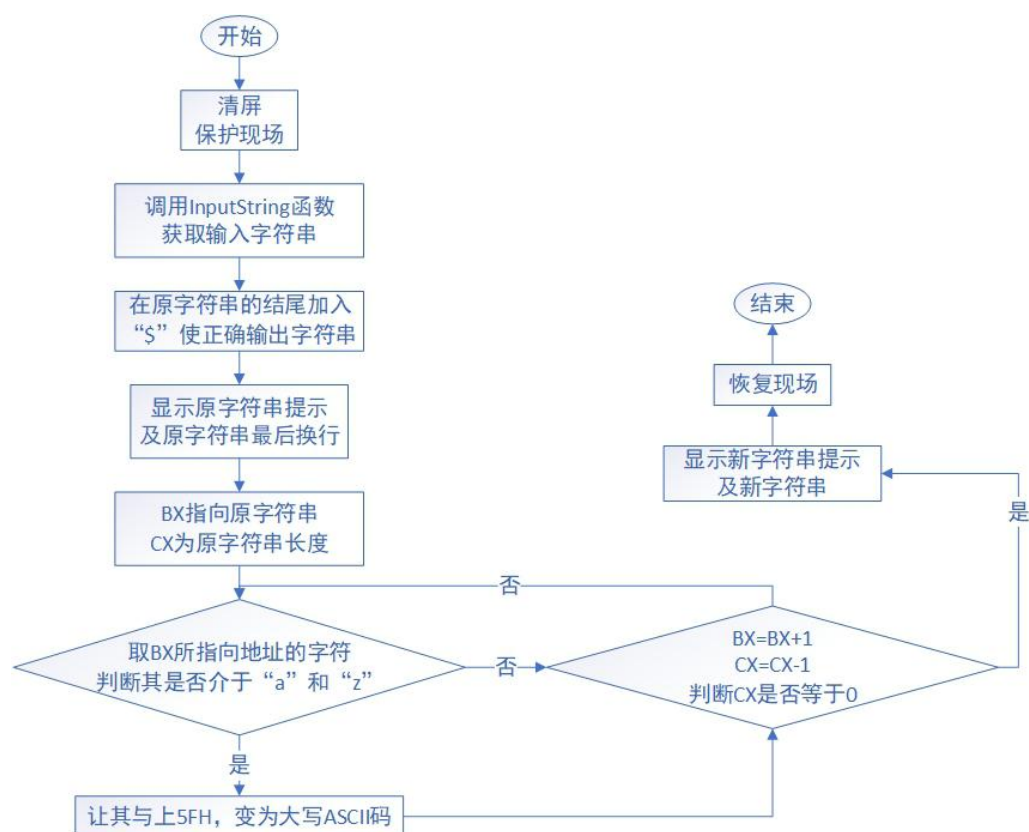 开始
清屏
保护现场
调用InputString函数
获取输入字符串
在原字符串的结尾加入
“$”使正确输出字符串
显示原字符串提示
及原字符串最后换行
BX指向原字符串
CX为原字符串长度
取BX所指向地址的字符
判断其是否介于“a”和“z”
是
让其与上5FH，变为大写ASCII码
否
否
BX=BX+1
CX=CX-1
判断CX是否等于0
是
显示新字符串提示
及新字符串
恢复现场
结束